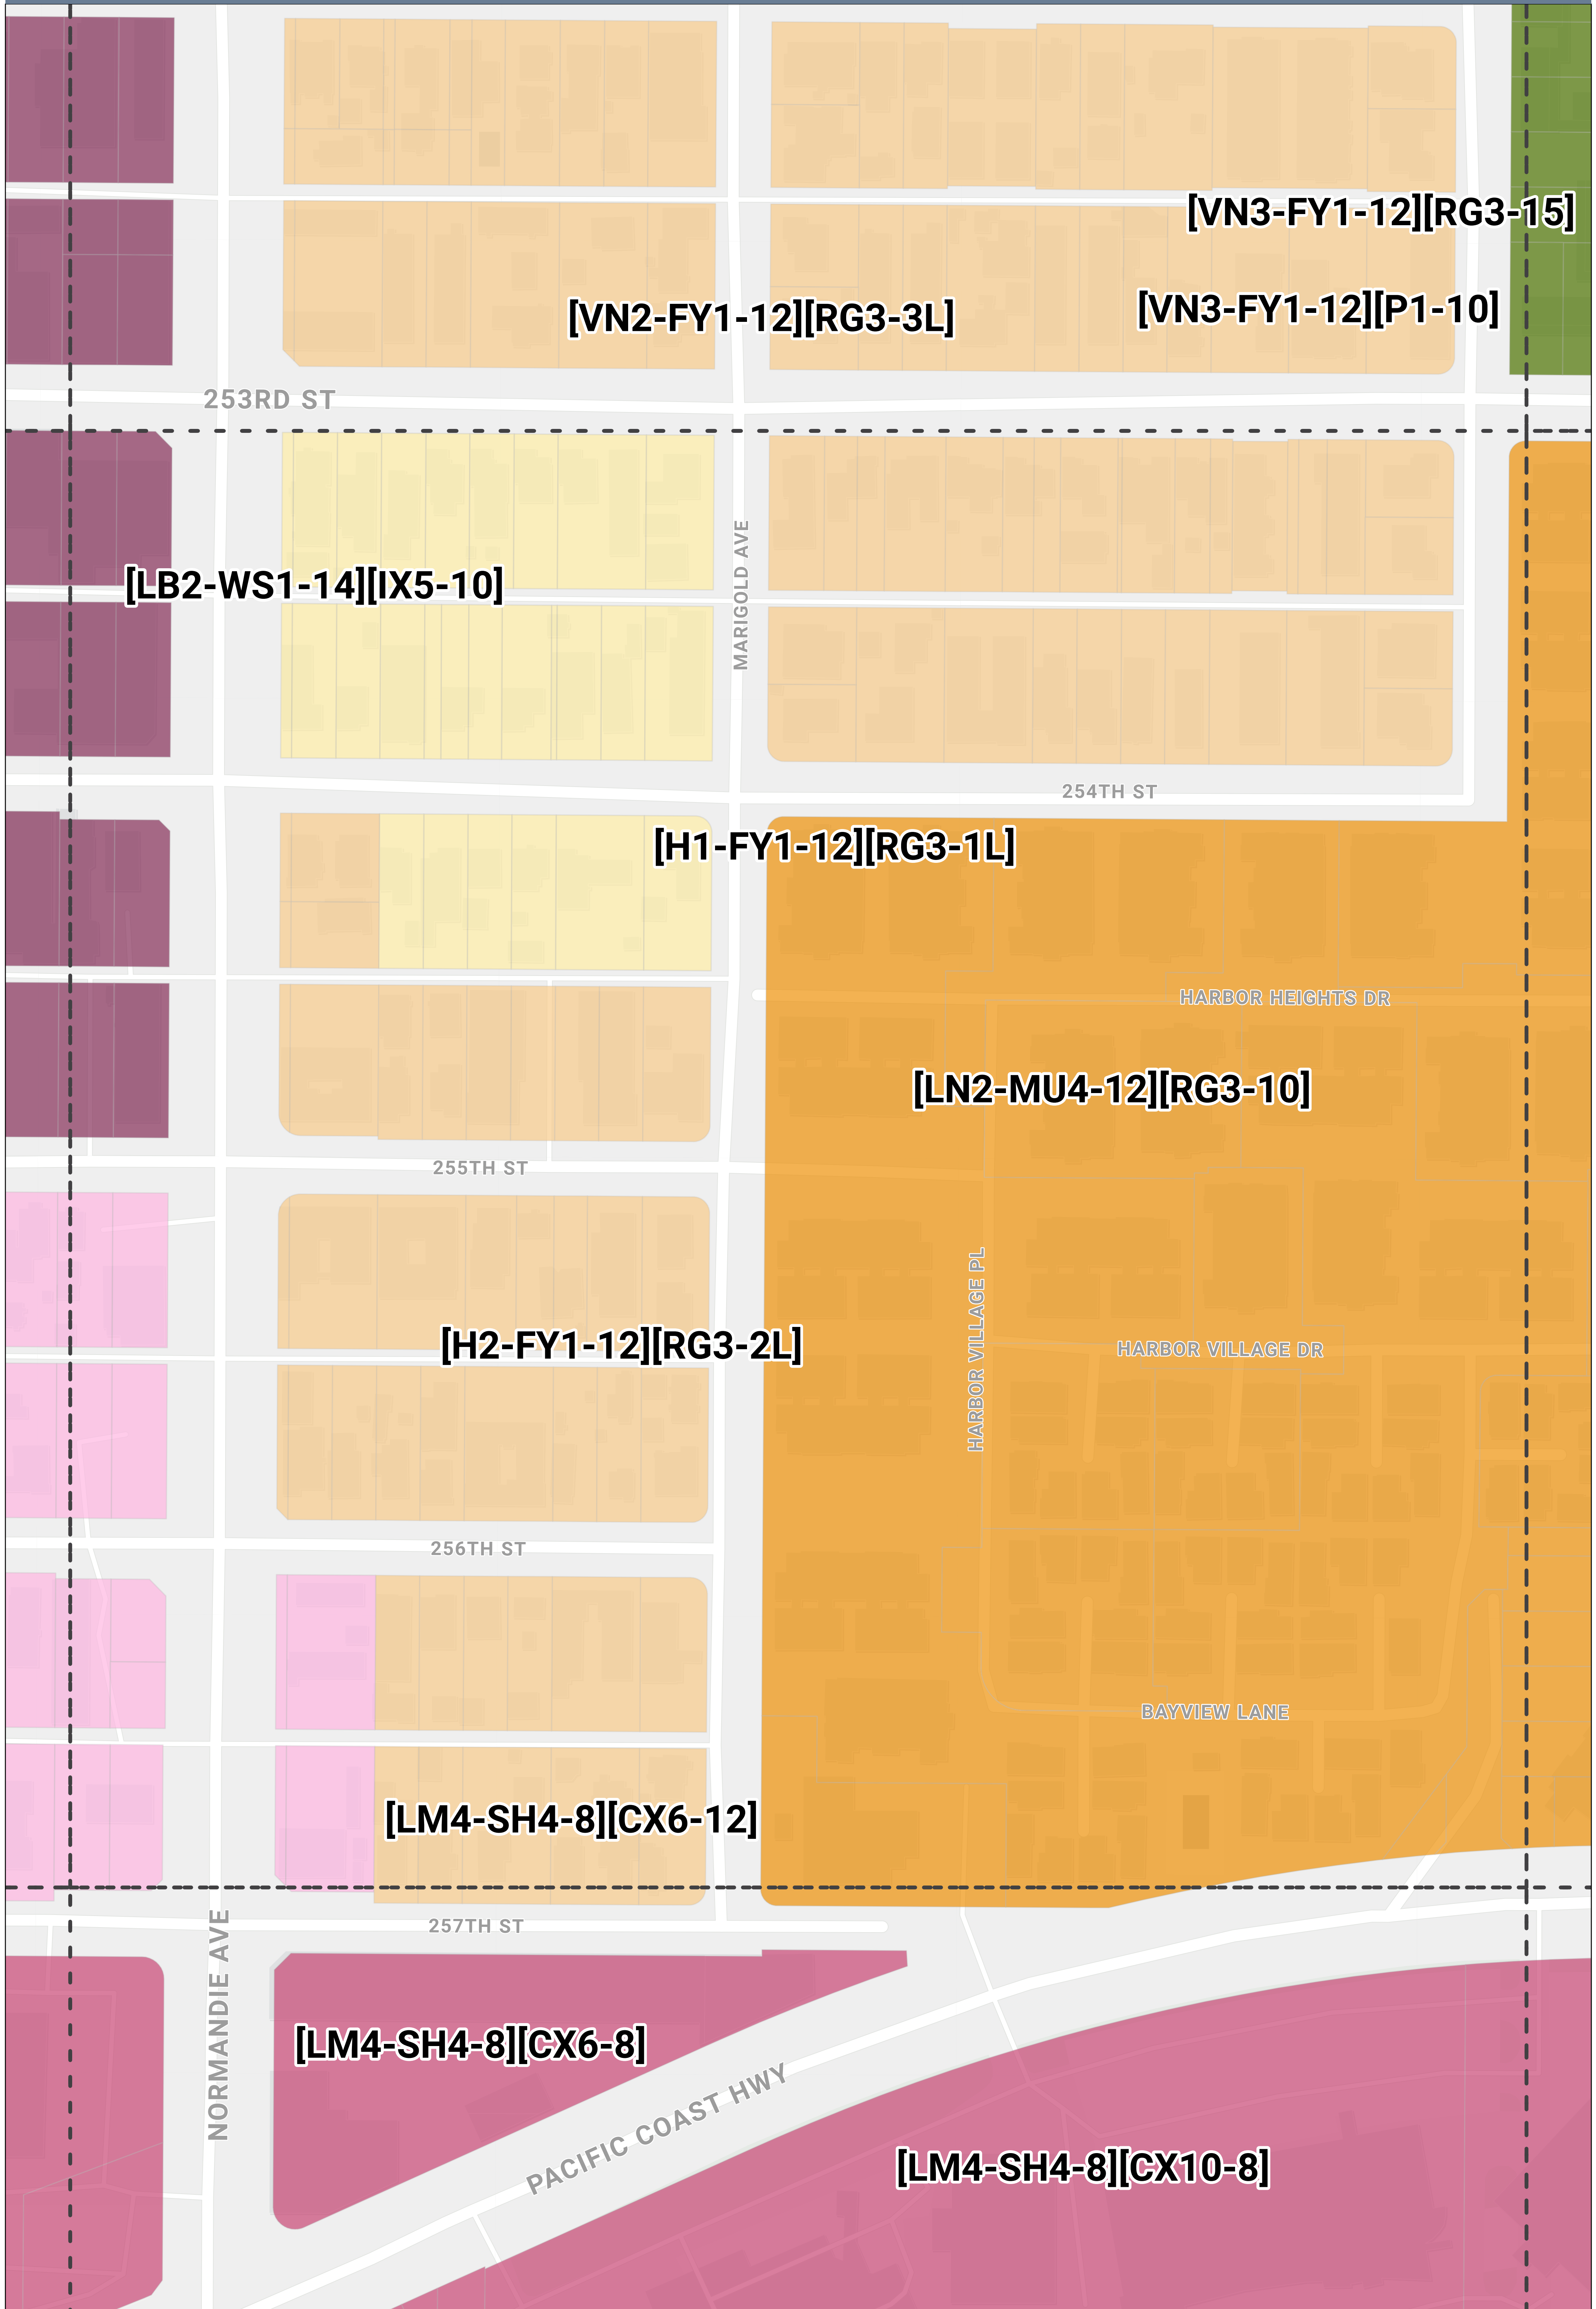 [VN3-FY1-12][RG3-15]
[VN3-FY1-12][P1-10]
[VN2-FY1-12][RG3-3L]
253RD ST
MARIGOLD AVE
[LB2-WS1-14][IX5-10]
254TH ST
[H1-FY1-12][RG3-1L]
HARBOR HEIGHTS DR
[LN2-MU4-12][RG3-10]
255TH ST
HARBOR VILLAGE PL
[H2-FY1-12][RG3-2L]
HARBOR VILLAGE DR
256TH ST
BAYVIEW LANE
[LM4-SH4-8][CX6-12]
257TH ST
NORMANDIE AVE
[LM4-SH4-8][CX6-8]
PACIFIC COAST HWY
[LM4-SH4-8][CX10-8]